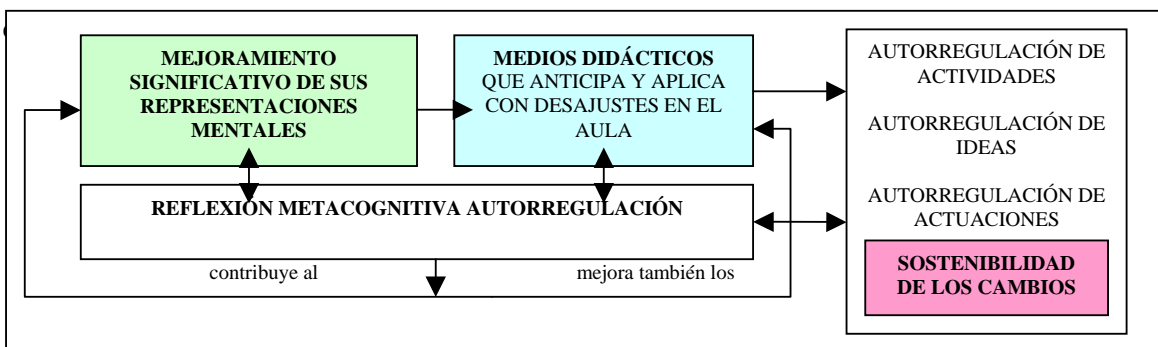 MEJORAMIENTO
SIGNIFICATIVO DE SUS
REPRESENTACIONES
MENTALES
MEDIOS DIDÁCTICOS
QUE ANTICIPA Y APLICA
CON DESAJUSTES EN EL
AULA
AUTORREGULACIÓN DE
ACTIVIDADES
AUTORREGULACIÓN DE
IDEAS
AUTORREGULACIÓN DE
ACTUACIONES
SOSTENIBILIDAD
DE LOS CAMBIOS
REFLEXIÓN METACOGNITIVA AUTORREGULACIÓN
contribuye al
mejora también los